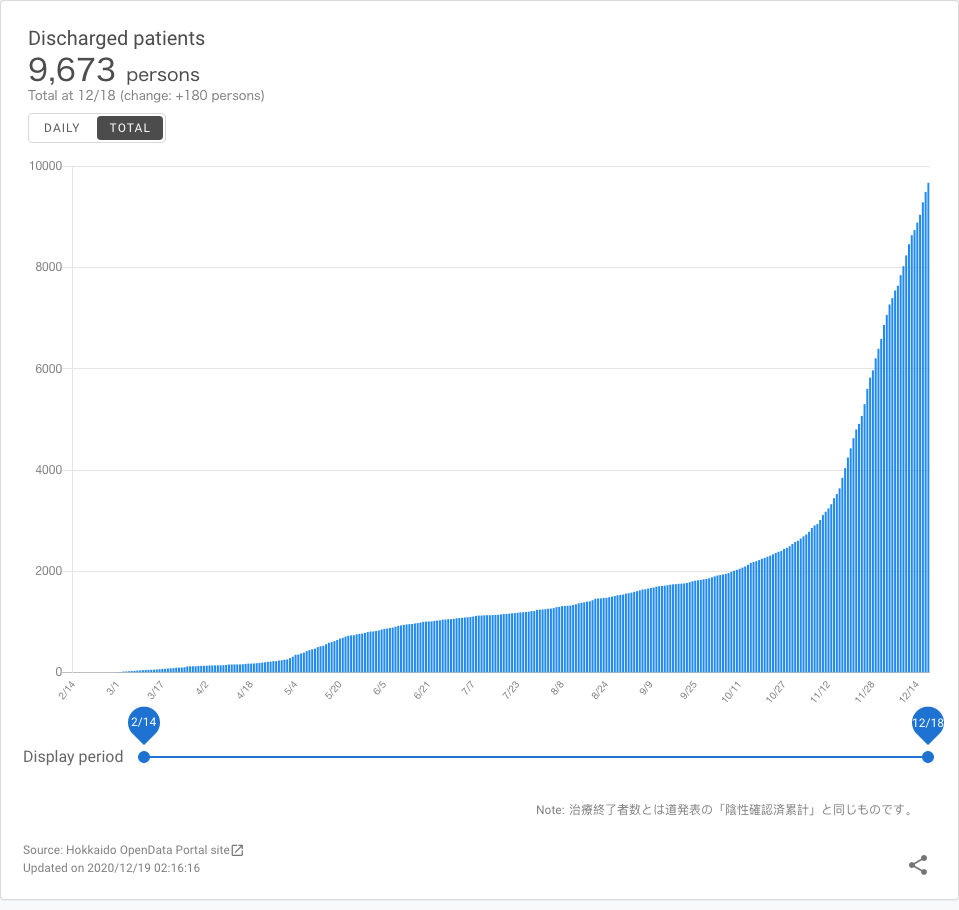 Discharged patients
9,673 persons
Total at 12/18 (change: +180 persons)
DAILY TOTAL
10000
8000
6000
4000
2000
0
2/14 3/1 3/17 4/2 4/18 5/4 5/20 6/5 6/21 7/7 7/23 8/8 8/24 9/9 9/25 10/11 10/27 11/12 11/28 12/14
2/14 12/18
Display period
Note: 治療終了者数とは道発表の「陰性確認済累計」と同じものです。
Source: Hokkaido OpenData Portal site
Updated on 2020/12/19 02:16:16